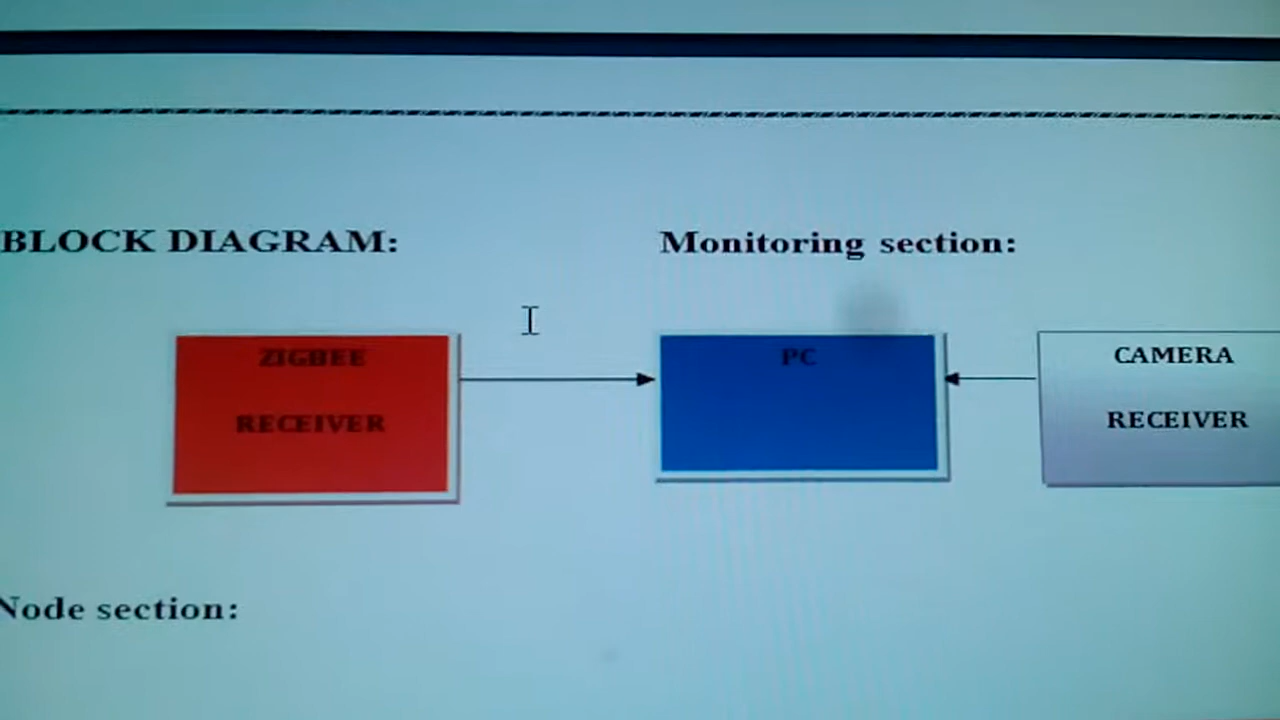 BLOCK DIAGRAM:
Monitoring section:
ZIGBEE
RECEIVER
PC
CAMERA
RECEIVER
Node section: